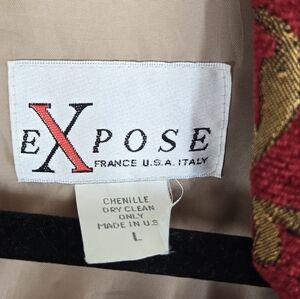 eXPOSE
FRANCE U.S.A. ITALY
CHENILLE
DRY CLEAN
ONLY
MADE IN U.S
L